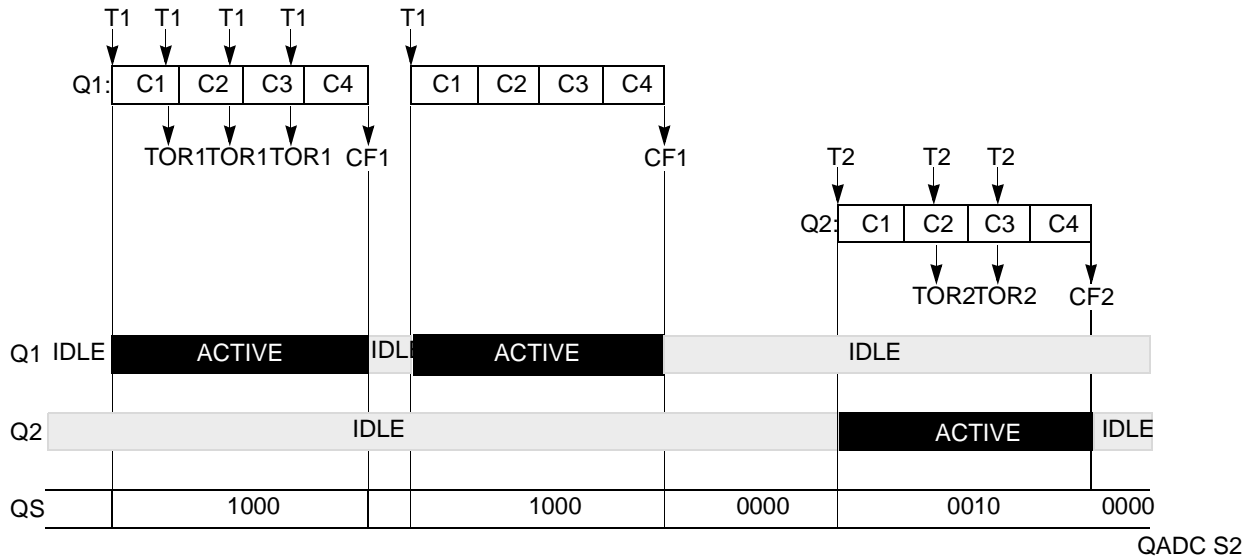 T1 T1 T1 T1 T1
Q1: C1 C2 C3 C4 C1 C2 C3 C4
TOR1TOR1TOR1 CF1 CF1
T2 T2 T2
Q2: C1 C2 C3 C4
TOR2TOR2 CF2
Q1 IDLE ACTIVE IDLE ACTIVE IDLE
Q2 IDLE ACTIVE IDLE
QS 1000 1000 0000 0010 0000
QADC S2